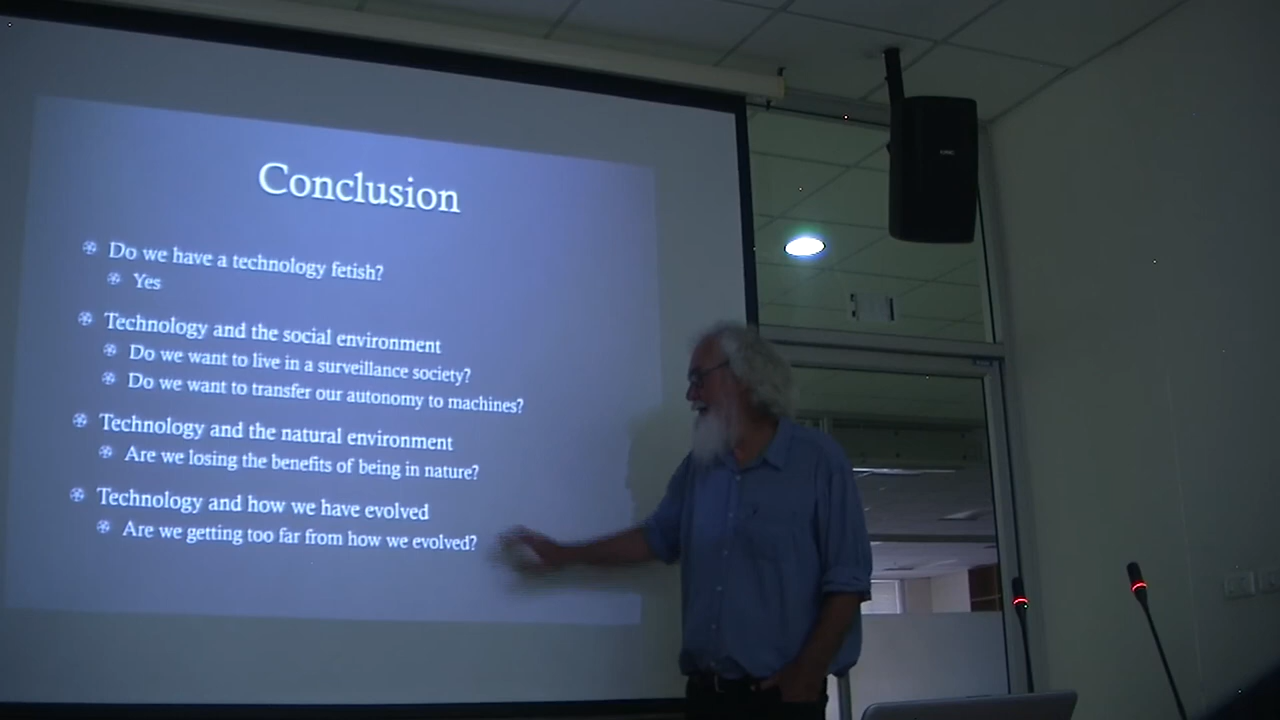 Conclusion
Do we have a technology fetish?
Yes
Technology and the social environment
Do we want to live in a surveillance society?
Do we want to transfer our autonomy to machines?
Technology and the natural environment
Are we losing the benefits of being in nature?
Technology and how we have evolved
Are we getting too far from how we evolved?